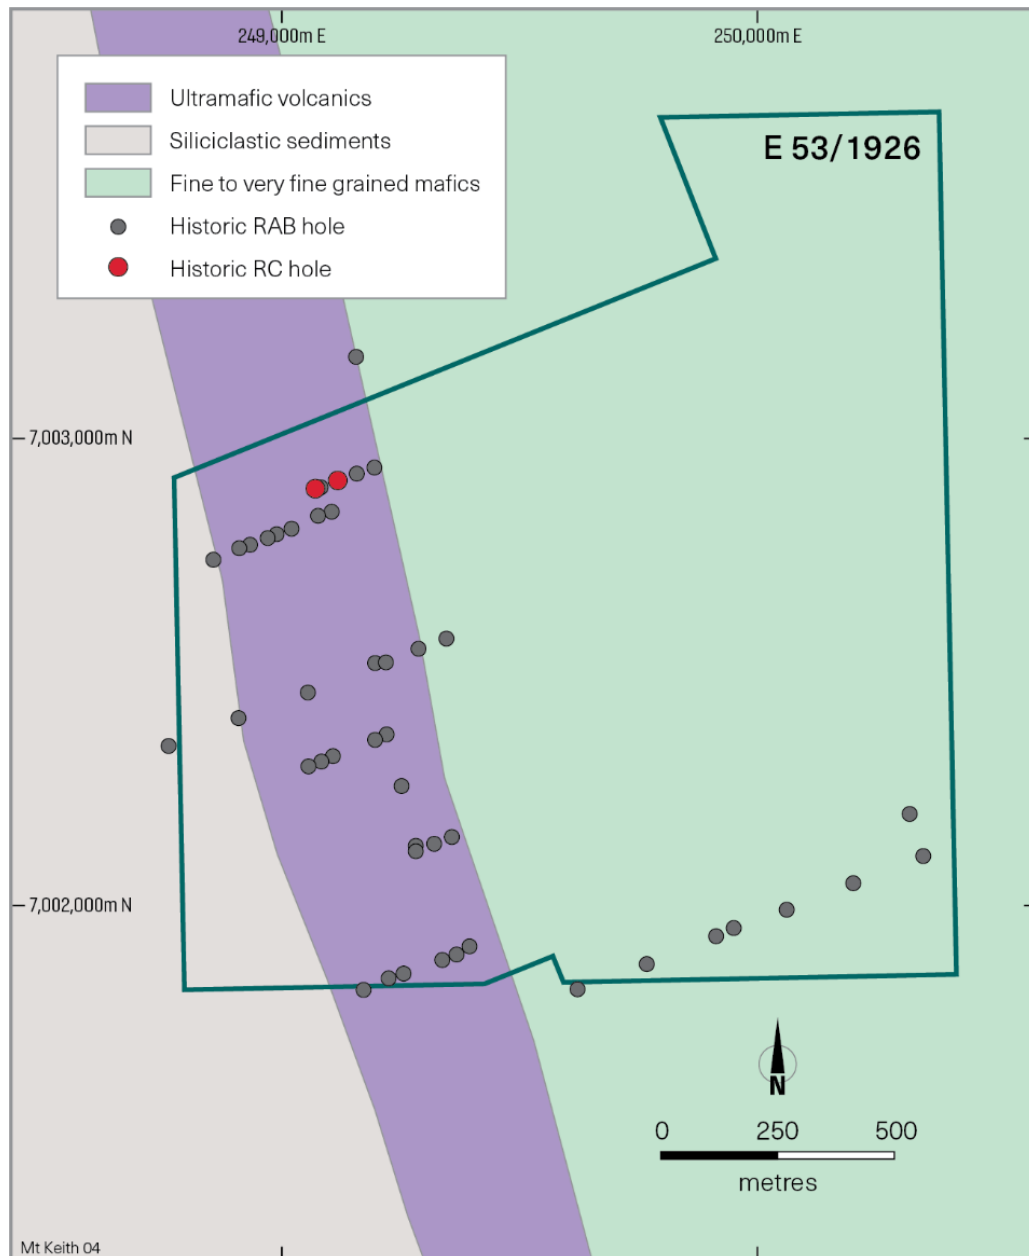 249,000m E
250,000m E
Ultramafic volcanics
Siliciclastic sediments
Fine to very fine grained mafics
Historic RAB hole
Historic RC hole
E 53/1926
7,003,000m N
7,002,000m N
N
0 250 500
metres
Mt Keith 04